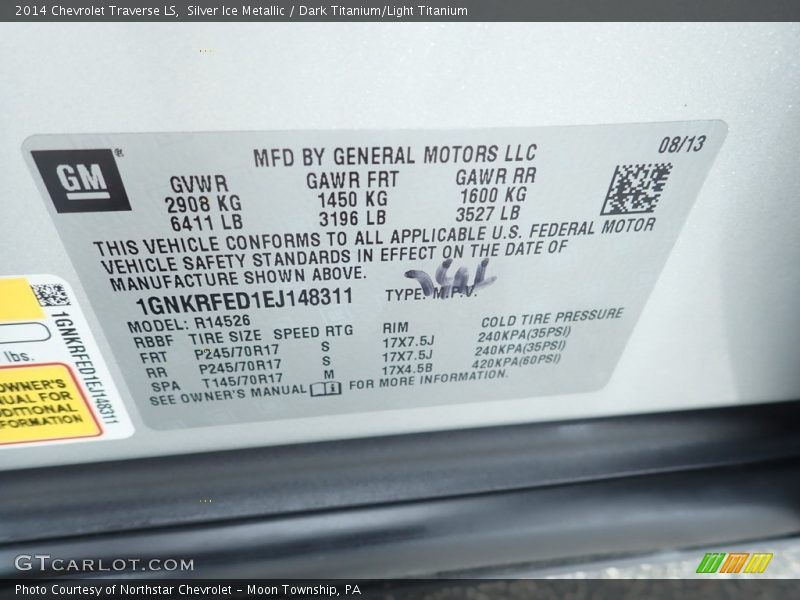 2014 Chevrolet Traverse LS, Silver Ice Metallic / Dark Titanium/Light Titanium
GM®
MFD BY GENERAL MOTORS LLC
08/13
GVWR GAWR FRT GAWR RR
2908 KG 1450 KG 1600 KG
6411 LB 3196 LB 3527 LB
THIS VEHICLE CONFORMS TO ALL APPLICABLE U.S. FEDERAL MOTOR
VEHICLE SAFETY STANDARDS IN EFFECT ON THE DATE OF
MANUFACTURE SHOWN ABOVE.
1GNKRFED1EJ148311 TYPE: M.P.V.
MODEL: R14526
RBBF TIRE SIZE SPEED RTG RIM COLD TIRE PRESSURE
FRT P245/70R17 S 17X7.5J 240KPA(35PSI)
RR P245/70R17 S 17X7.5J 240KPA(35PSI)
SPA T145/70R17 M 17X4.5B 420KPA(60PSI)
SEE OWNER'S MANUAL FOR MORE INFORMATION.
1GNKRFED1EJ148311
lbs.
OWNER'S
NUAL FOR
DDITIONAL
FORMATION
GTCARLOT.COM
Photo Courtesy of Northstar Chevrolet – Moon Township, PA